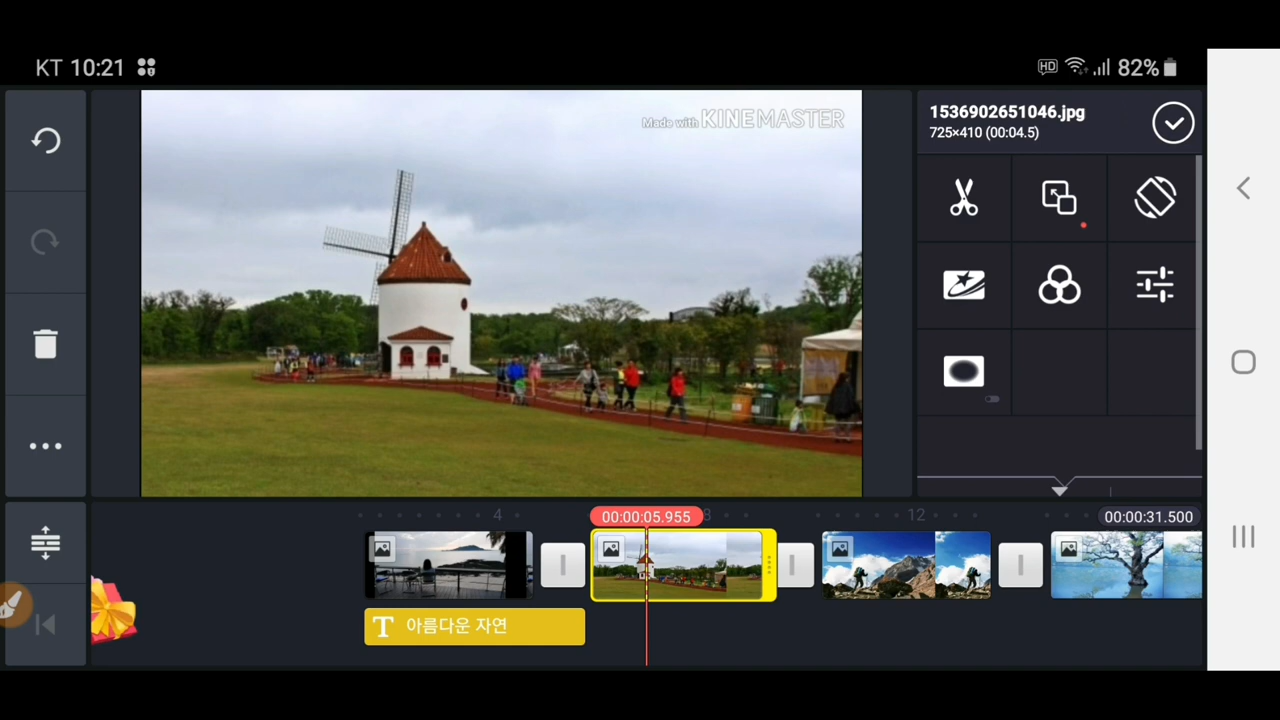 KT 10:21
HD 82%
Made with KINEMASTER
1536902651046.jpg
725×410 (00:04.5)
4 00:00:05.955 8 12 00:00:31.500
T 아름다운 자연